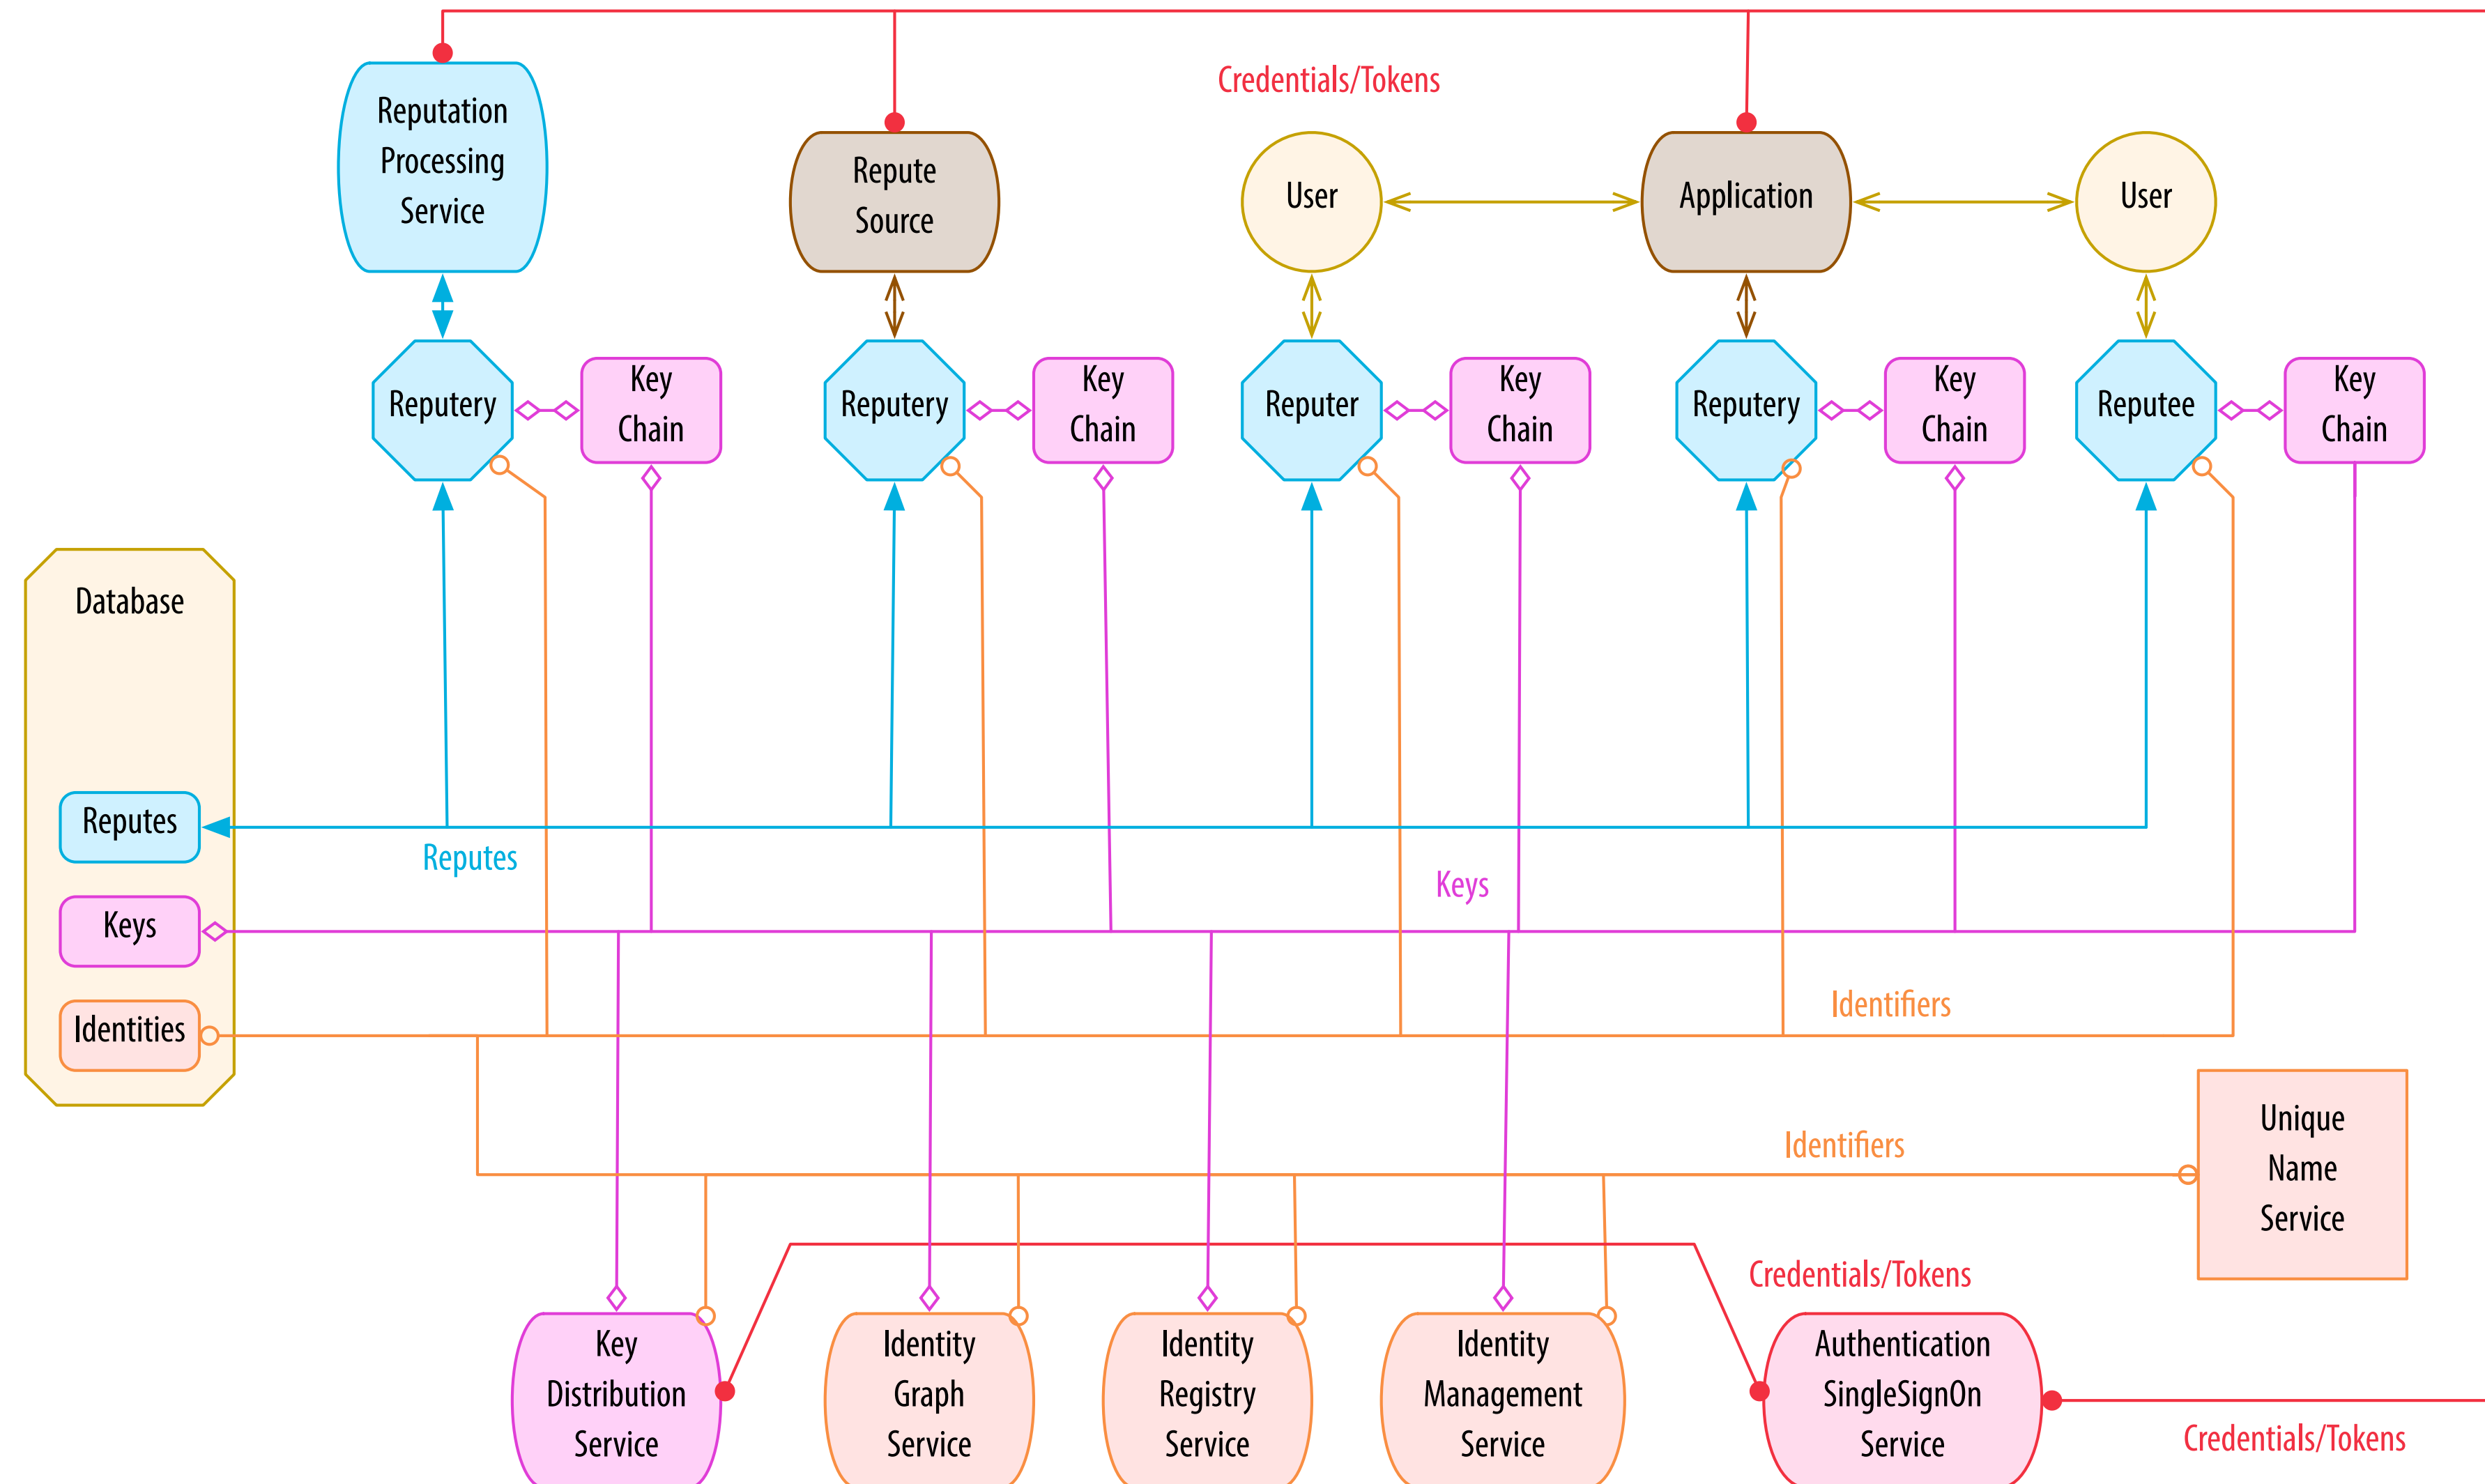 Credentials/Tokens
Reputation
Processing
Service
Repute
Source
User
Application
User
Reputery
Key
Chain
Reputery
Key
Chain
Reputer
Key
Chain
Reputery
Key
Chain
Reputee
Key
Chain
Database
Reputes
Reputes
Keys
Keys
Identities
Identifiers
Identifiers
Unique
Name
Service
Credentials/Tokens
Key
Distribution
Service
Identity
Graph
Service
Identity
Registry
Service
Identity
Management
Service
Authentication
SingleSignOn
Service
Credentials/Tokens